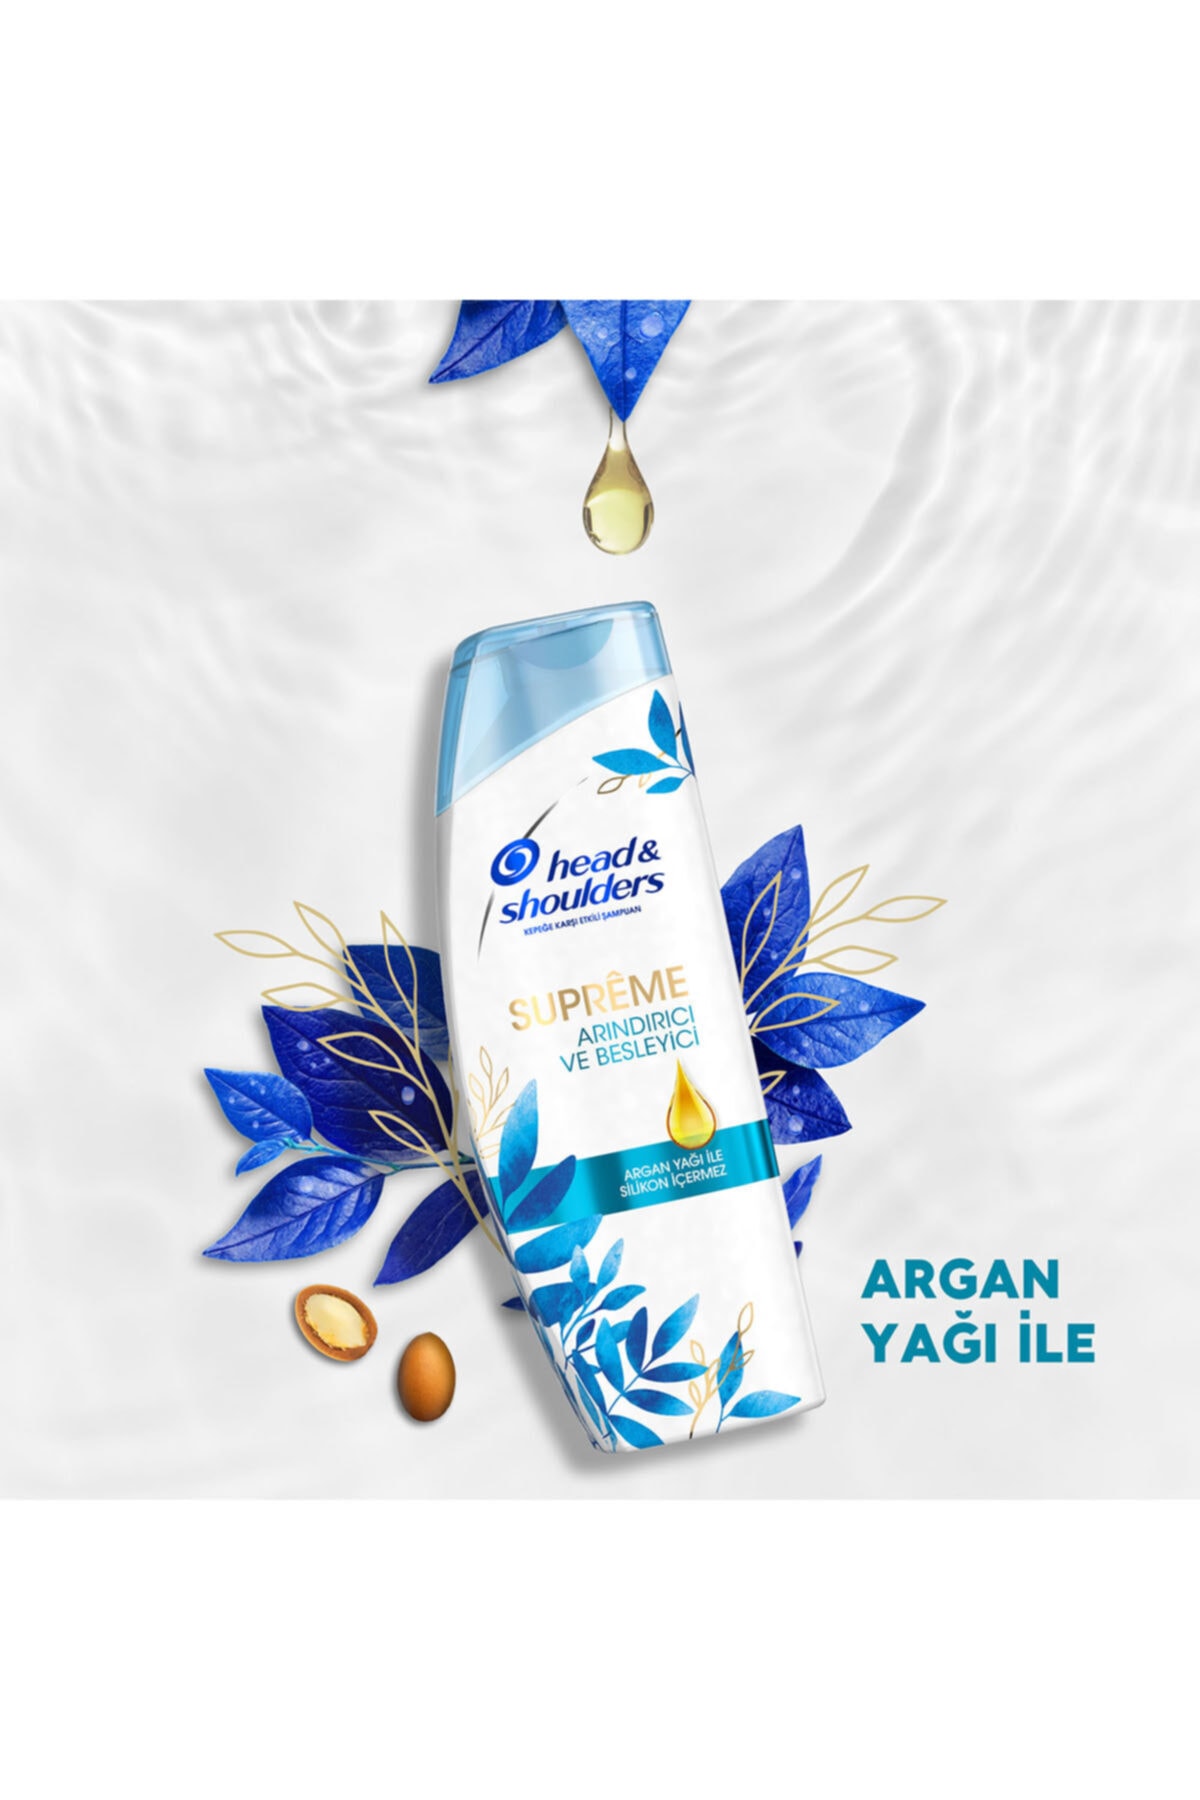 head &
shoulders
KEPEĞE KARŞI ETKİLİ ŞAMPUAN
SUPRÊME
ARINDIRICI
VE BESLEYİCİ
ARGAN YAĞI İLE
SİLİKON İÇERMEZ
ARGAN
YAĞI İLE